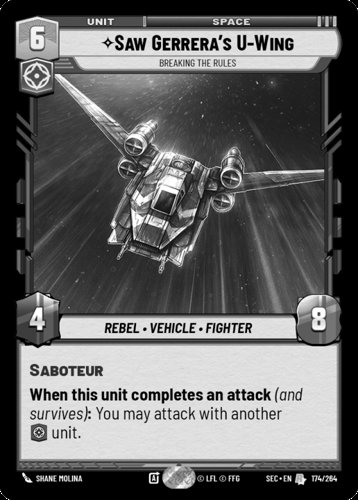 UNIT
SPACE
6
✧SAW GERRERA'S U-WING
BREAKING THE RULES
4
8
REBEL • VEHICLE • FIGHTER
SABOTEUR
When this unit completes an attack (and
survives): You may attack with another
unit.
SHANE MOLINA
© LFL © FFG
SEC • EN
174/264